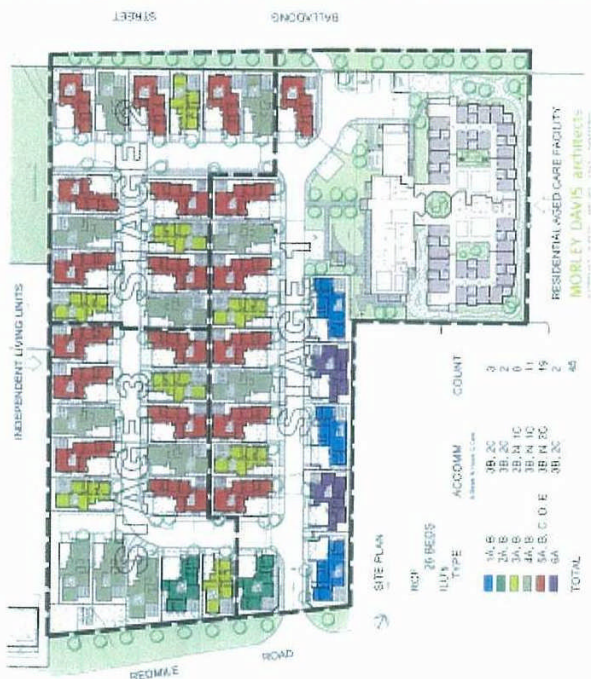 STREET
BALLADONG
INDEPENDENT LIVING UNITS
STAGE 2
STAGE 3
STAGE 1
REDMILE
ROAD
RESIDENTIAL AGED CARE FACILITY
MORLEY DAVIS architects
SITE PLAN
RCF
26 BEDS
ILU's
TYPE ACCOMM COUNT
1A, B 3B, 2C 3
2A, B 3B, 2C 2
3A, B 2B, N, 1C 8
4A, B 3B, N, 1C 11
5A, B, C, D, E 3B, N, 2C 19
6A 3B, 2C 2
TOTAL 45